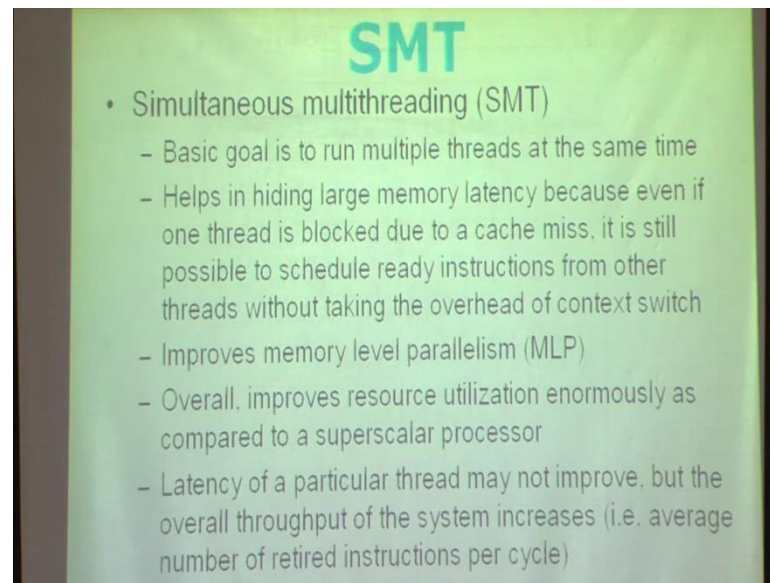 SMT
• Simultaneous multithreading (SMT)
– Basic goal is to run multiple threads at the same time
– Helps in hiding large memory latency because even if
one thread is blocked due to a cache miss, it is still
possible to schedule ready instructions from other
threads without taking the overhead of context switch
– Improves memory level parallelism (MLP)
– Overall, improves resource utilization enormously as
compared to a superscalar processor
– Latency of a particular thread may not improve, but the
overall throughput of the system increases (i.e. average
number of retired instructions per cycle)